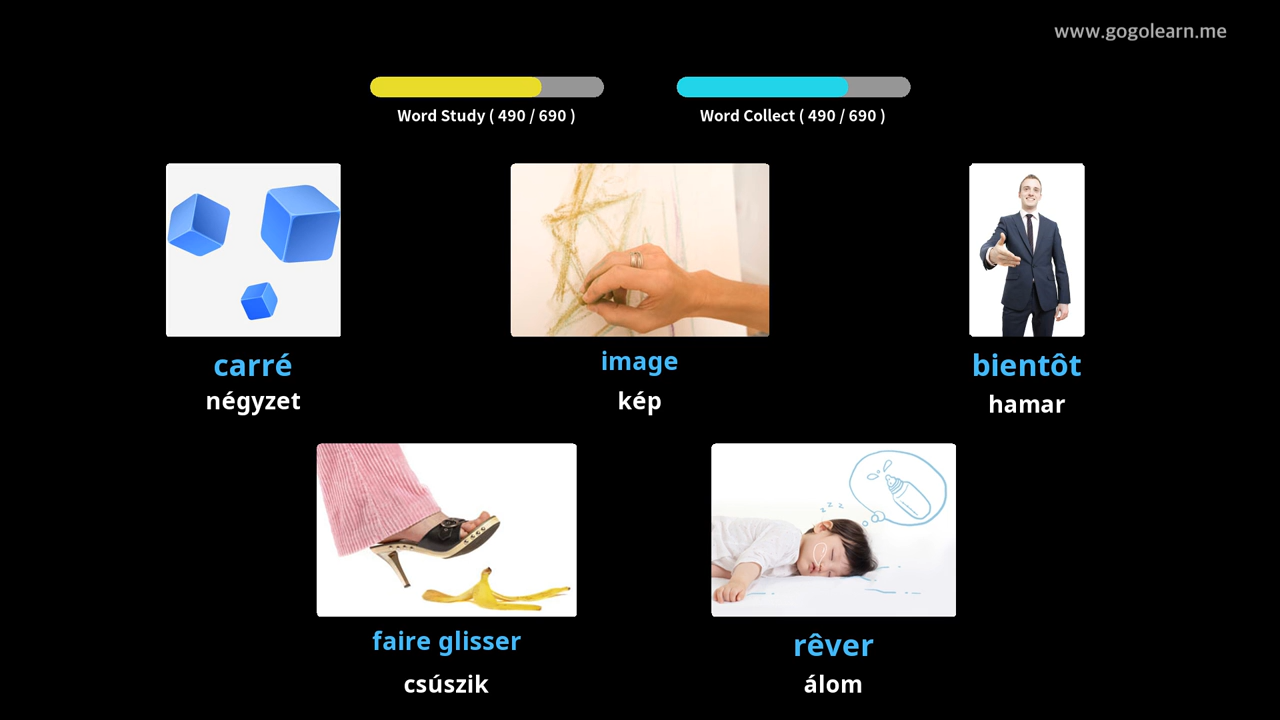 www.gogolearn.me
Word Study ( 490 / 690 )
Word Collect ( 490 / 690 )
carré
négyzet
image
kép
bientôt
hamar
faire glisser
csúszik
rêver
álom